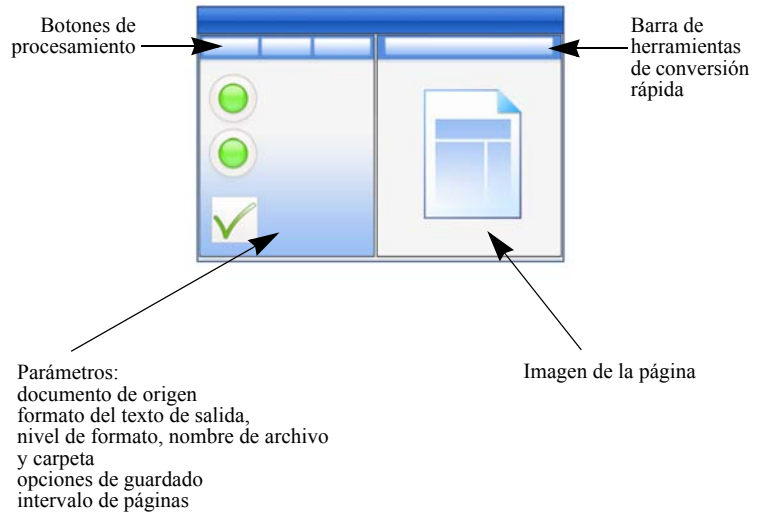 Botones de
procesamiento
Barra de
herramientas
de conversión
rápida
Parámetros:
documento de origen
formato del texto de salida,
nivel de formato, nombre de archivo
y carpeta
opciones de guardado
intervalo de páginas
Imagen de la página